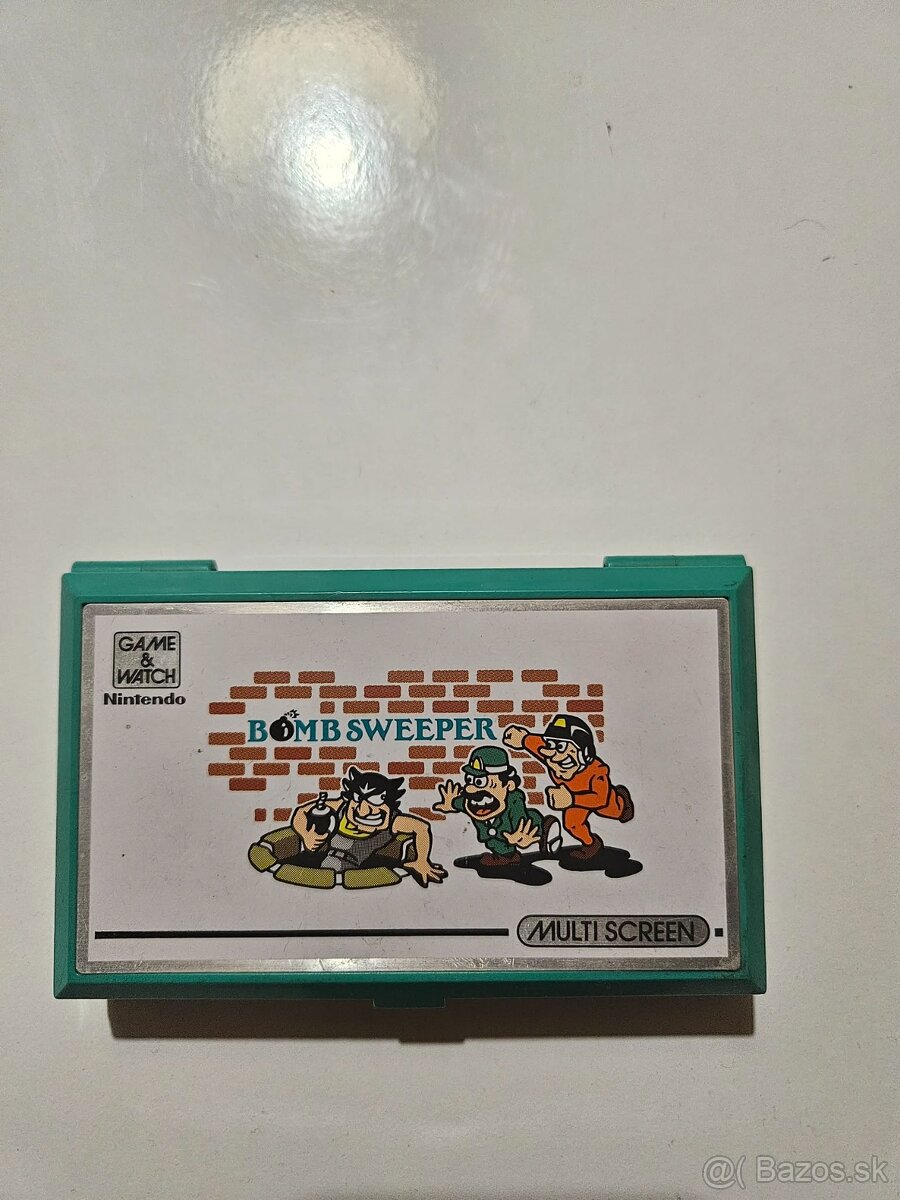 GAME
&
WATCH
Nintendo
BOMB SWEEPER
MULTI SCREEN
@( Bazos.sk